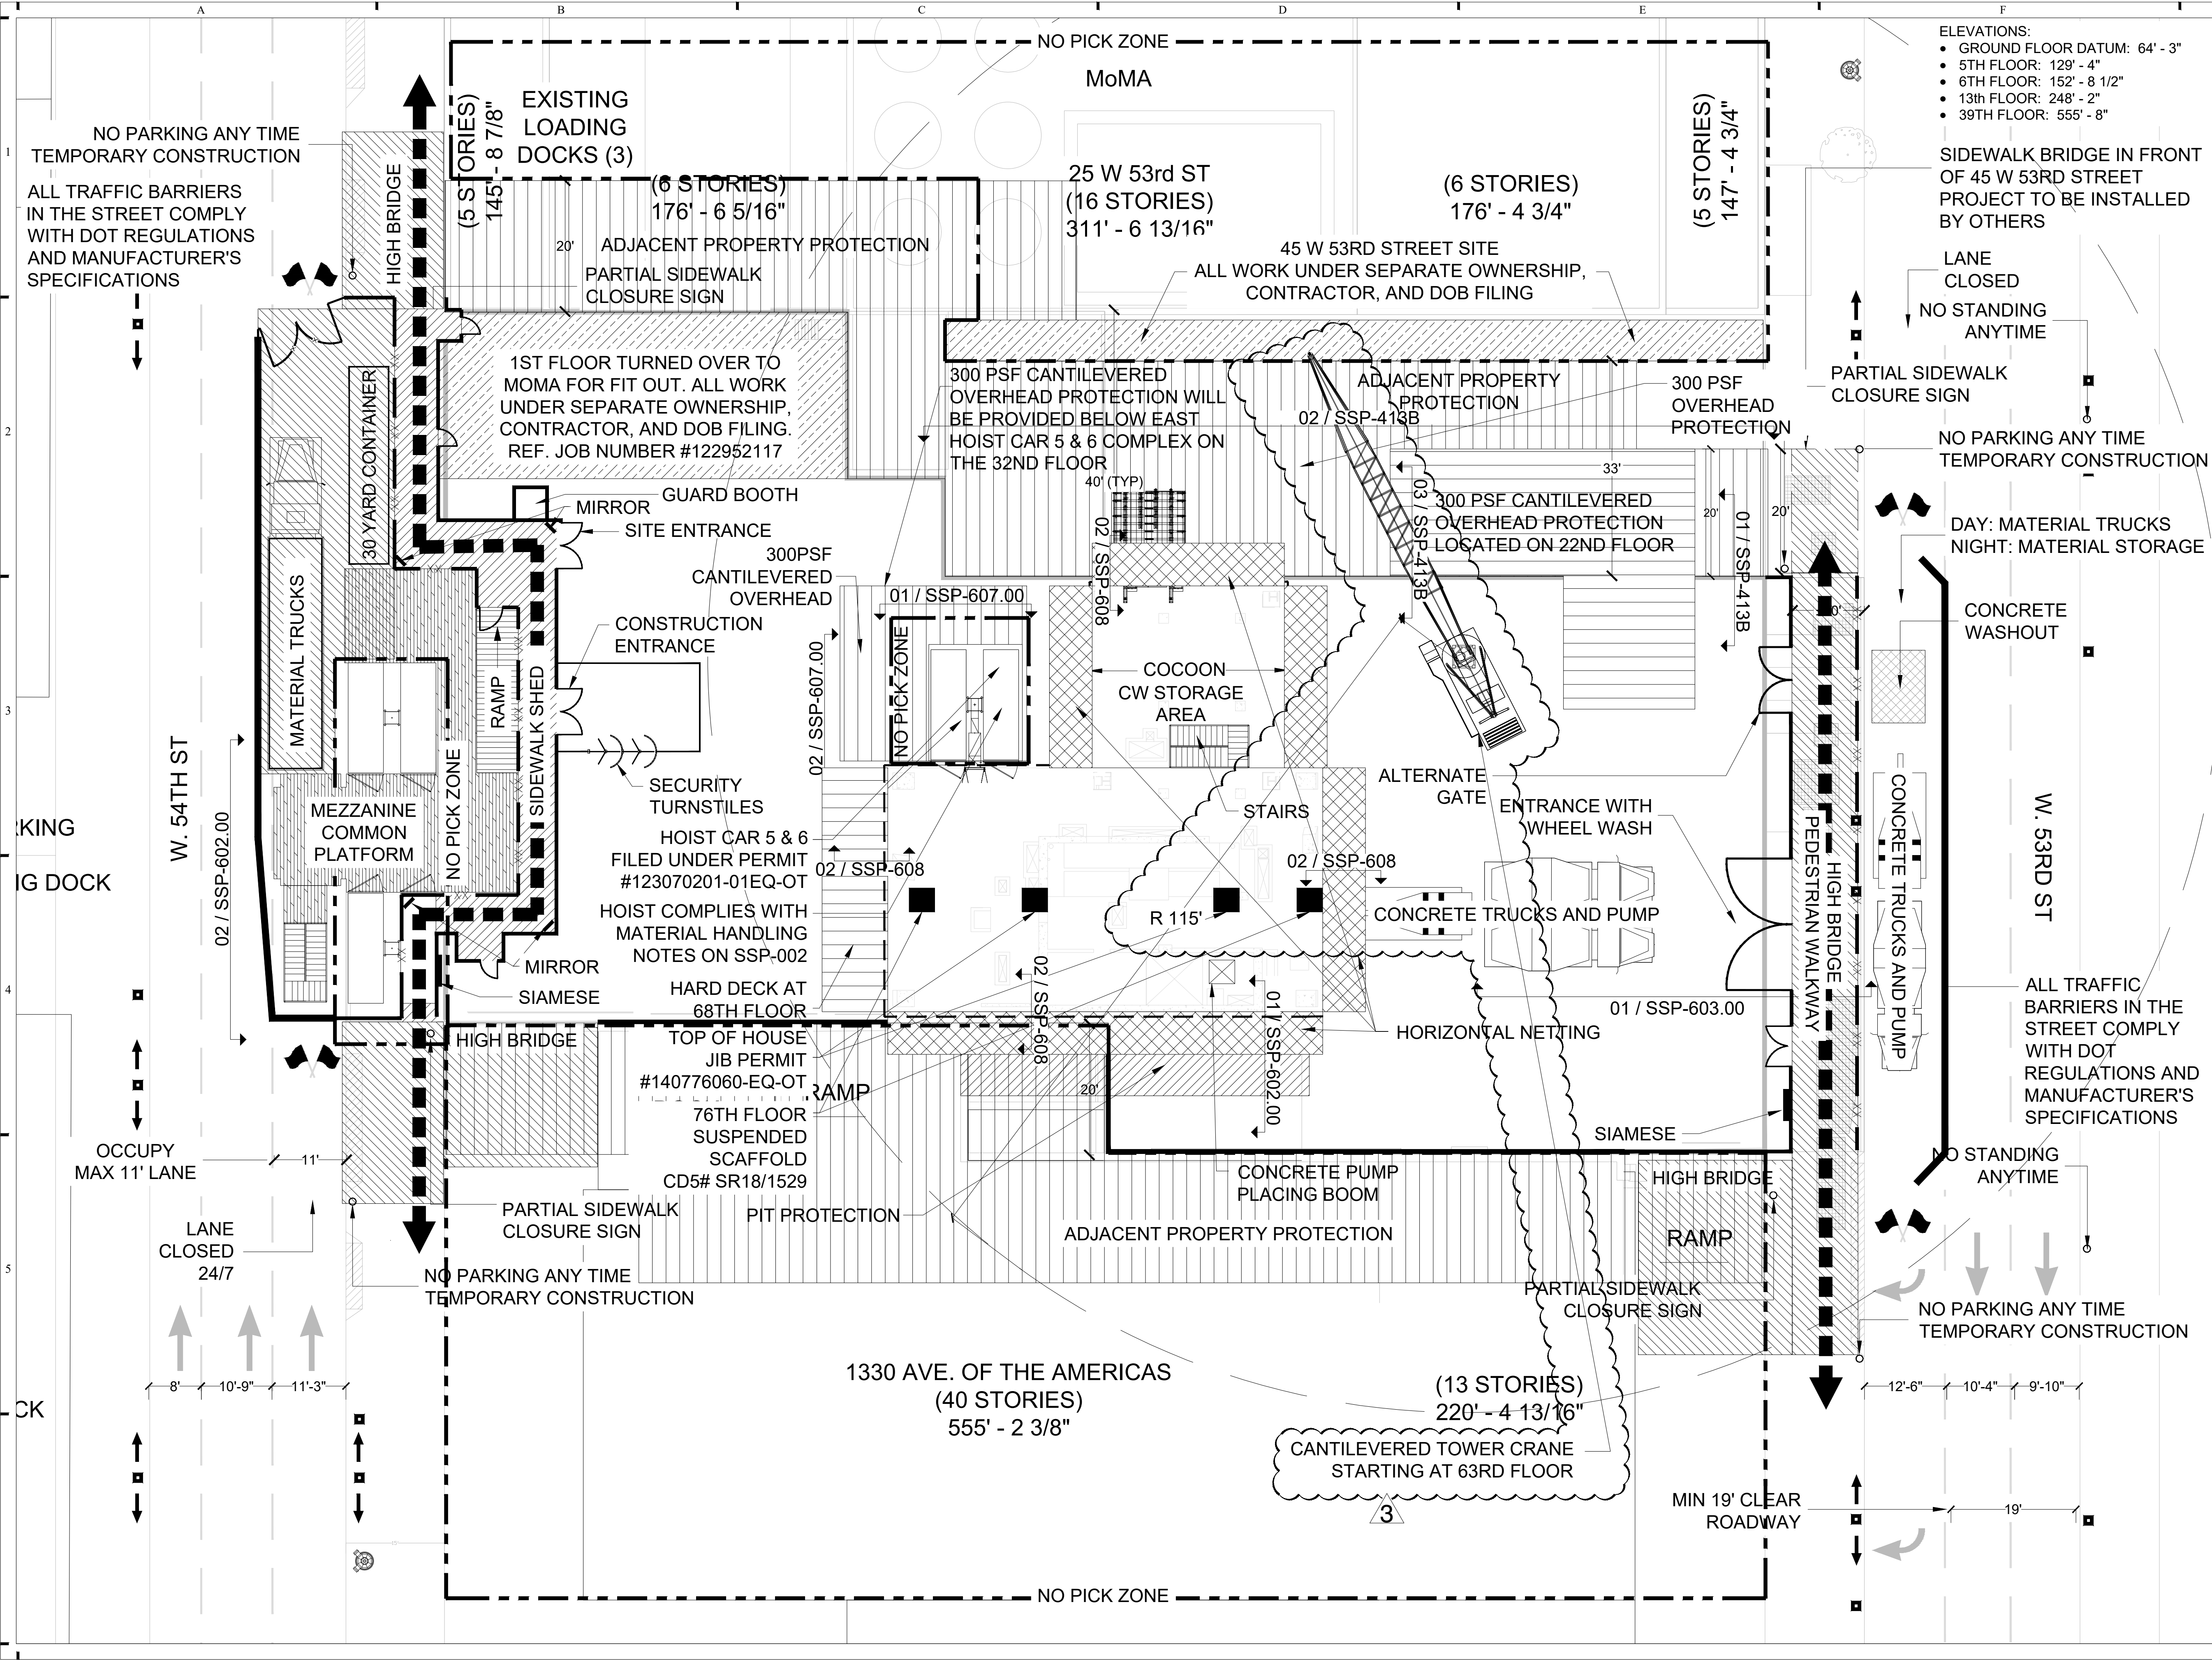 A
B
C
D
E
F
1
2
3
4
5
NO PICK ZONE
MoMA
ELEVATIONS:
• GROUND FLOOR DATUM: 64' - 3"
• 5TH FLOOR: 129' - 4"
• 6TH FLOOR: 152' - 8 1/2"
• 13th FLOOR: 248' - 2"
• 39TH FLOOR: 555' - 8"
NO PARKING ANY TIME
TEMPORARY CONSTRUCTION
ALL TRAFFIC BARRIERS
IN THE STREET COMPLY
WITH DOT REGULATIONS
AND MANUFACTURER'S
SPECIFICATIONS
HIGH BRIDGE
(5 STORIES)
145' - 8 7/8"
EXISTING
LOADING
DOCKS (3)
(6 STORIES)
176' - 6 5/16"
20'
ADJACENT PROPERTY PROTECTION
PARTIAL SIDEWALK
CLOSURE SIGN
25 W 53rd ST
(16 STORIES)
311' - 6 13/16"
(6 STORIES)
176' - 4 3/4"
(5 STORIES)
147' - 4 3/4"
45 W 53RD STREET SITE
ALL WORK UNDER SEPARATE OWNERSHIP,
CONTRACTOR, AND DOB FILING
SIDEWALK BRIDGE IN FRONT
OF 45 W 53RD STREET
PROJECT TO BE INSTALLED
BY OTHERS
LANE
CLOSED
NO STANDING
ANYTIME
PARTIAL SIDEWALK
CLOSURE SIGN
NO PARKING ANY TIME
TEMPORARY CONSTRUCTION
DAY: MATERIAL TRUCKS
NIGHT: MATERIAL STORAGE
CONCRETE
WASHOUT
1ST FLOOR TURNED OVER TO
MOMA FOR FIT OUT. ALL WORK
UNDER SEPARATE OWNERSHIP,
CONTRACTOR, AND DOB FILING.
REF. JOB NUMBER #122952117
300 PSF CANTILEVERED
OVERHEAD PROTECTION WILL
BE PROVIDED BELOW EAST
HOIST CAR 5 & 6 COMPLEX ON
THE 32ND FLOOR
40' (TYP)
ADJACENT PROPERTY
PROTECTION
02 / SSP-413B
300 PSF
OVERHEAD
PROTECTION
33'
300 PSF CANTILEVERED
OVERHEAD PROTECTION
LOCATED ON 22ND FLOOR
03 / SSP-413B
20'
01 / SSP-413B
20'
30 YARD CONTAINER
MATERIAL TRUCKS
GUARD BOOTH
MIRROR
SITE ENTRANCE
300PSF
CANTILEVERED
OVERHEAD
CONSTRUCTION
ENTRANCE
RAMP
SIDEWALK SHED
NO PICK ZONE
MEZZANINE
COMMON
PLATFORM
W. 54TH ST
02 / SSP-602.00
RKING
IG DOCK
CK
SECURITY
TURNSTILES
01 / SSP-607.00
02 / SSP-607.00
NO PICK ZONE
02 / SSP-608
COCOON
CW STORAGE
AREA
STAIRS
HOIST CAR 5 & 6
FILED UNDER PERMIT
#123070201-01EQ-OT
02 / SSP-608
HOIST COMPLIES WITH
MATERIAL HANDLING
NOTES ON SSP-002
HARD DECK AT
68TH FLOOR
TOP OF HOUSE
JIB PERMIT
#140776060-EQ-OT
RAMP
76TH FLOOR
SUSPENDED
SCAFFOLD
CD5# SR18/1529
02 / SSP-608
R 115'
02 / SSP-608
CONCRETE TRUCKS AND PUMP
ALTERNATE
GATE
ENTRANCE WITH
WHEEL WASH
01 / SSP-603.00
HORIZONTAL NETTING
01 / SSP-602.00
20'
CONCRETE PUMP
PLACING BOOM
SIAMESE
PEDESTRIAN WALKWAY
HIGH BRIDGE
CONCRETE TRUCKS AND PUMP
W. 53RD ST
ALL TRAFFIC
BARRIERS IN THE
STREET COMPLY
WITH DOT
REGULATIONS AND
MANUFACTURER'S
SPECIFICATIONS
NO STANDING
ANYTIME
MIRROR
SIAMESE
HIGH BRIDGE
OCCUPY
MAX 11' LANE
11'
LANE
CLOSED
24/7
PARTIAL SIDEWALK
CLOSURE SIGN
NO PARKING ANY TIME
TEMPORARY CONSTRUCTION
PIT PROTECTION
ADJACENT PROPERTY PROTECTION
HIGH BRIDGE
RAMP
PARTIAL SIDEWALK
CLOSURE SIGN
NO PARKING ANY TIME
TEMPORARY CONSTRUCTION
8'
10'-9"
11'-3"
12'-6"
10'-4"
9'-10"
1330 AVE. OF THE AMERICAS
(40 STORIES)
555' - 2 3/8"
(13 STORIES)
220' - 4 13/16"
CANTILEVERED TOWER CRANE
STARTING AT 63RD FLOOR
3
MIN 19' CLEAR
ROADWAY
19'
NO PICK ZONE